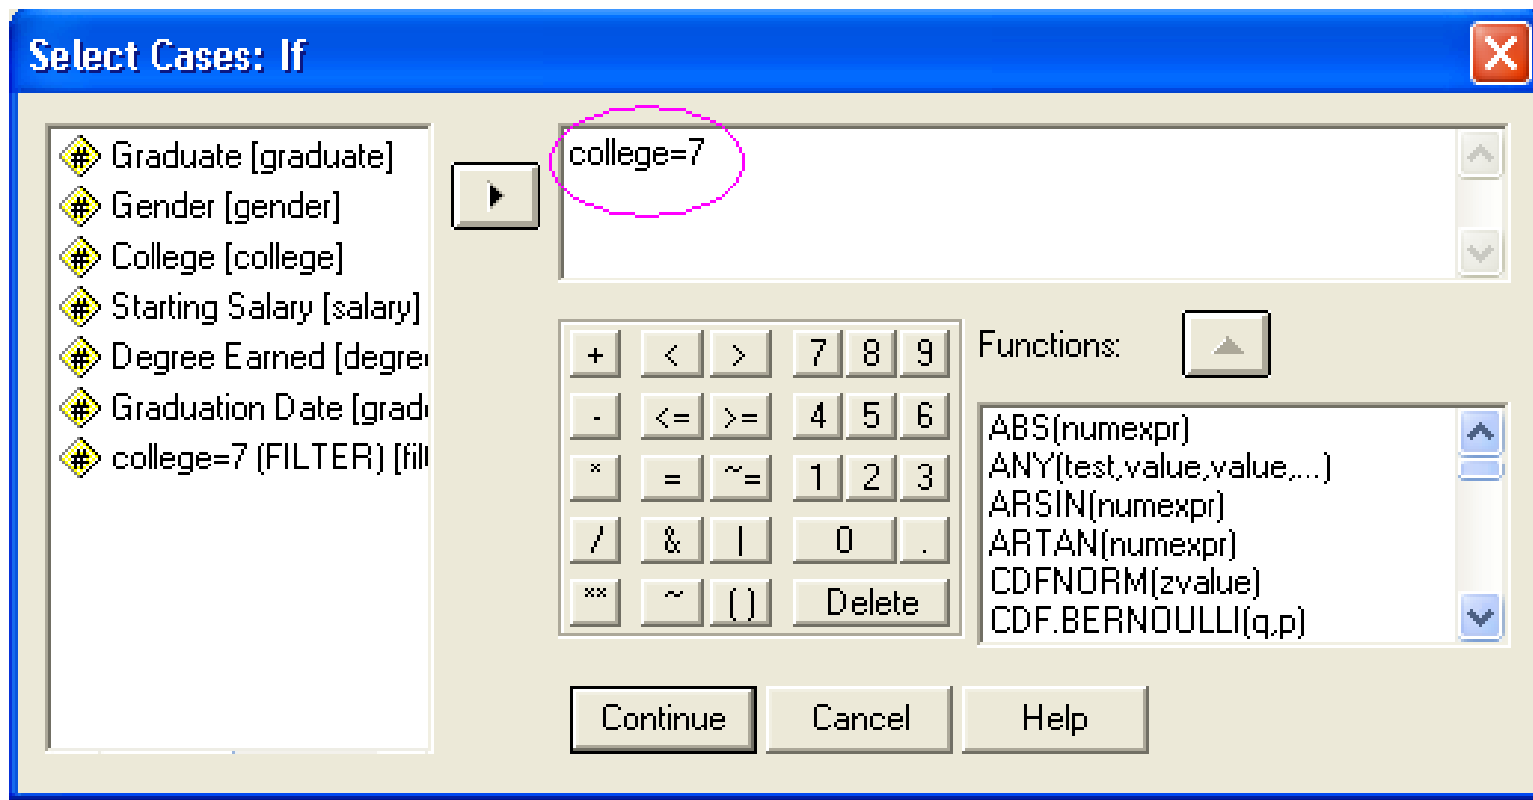 Select Cases: If
Graduate [graduate]
Gender [gender]
College [college]
Starting Salary [salary]
Degree Earned [degre
Graduation Date [grad
college=7 (FILTER) [fil
college=7
+ < > 7 8 9
- <= >= 4 5 6
* = ~= 1 2 3
/ & | 0 .
** ~ () Delete
Functions:
ABS(numexpr)
ANY(test,value,value,...)
ARSIN(numexpr)
ARTAN(numexpr)
CDFNORM(zvalue)
CDF.BERNOULLI(q,p)
Continue Cancel Help